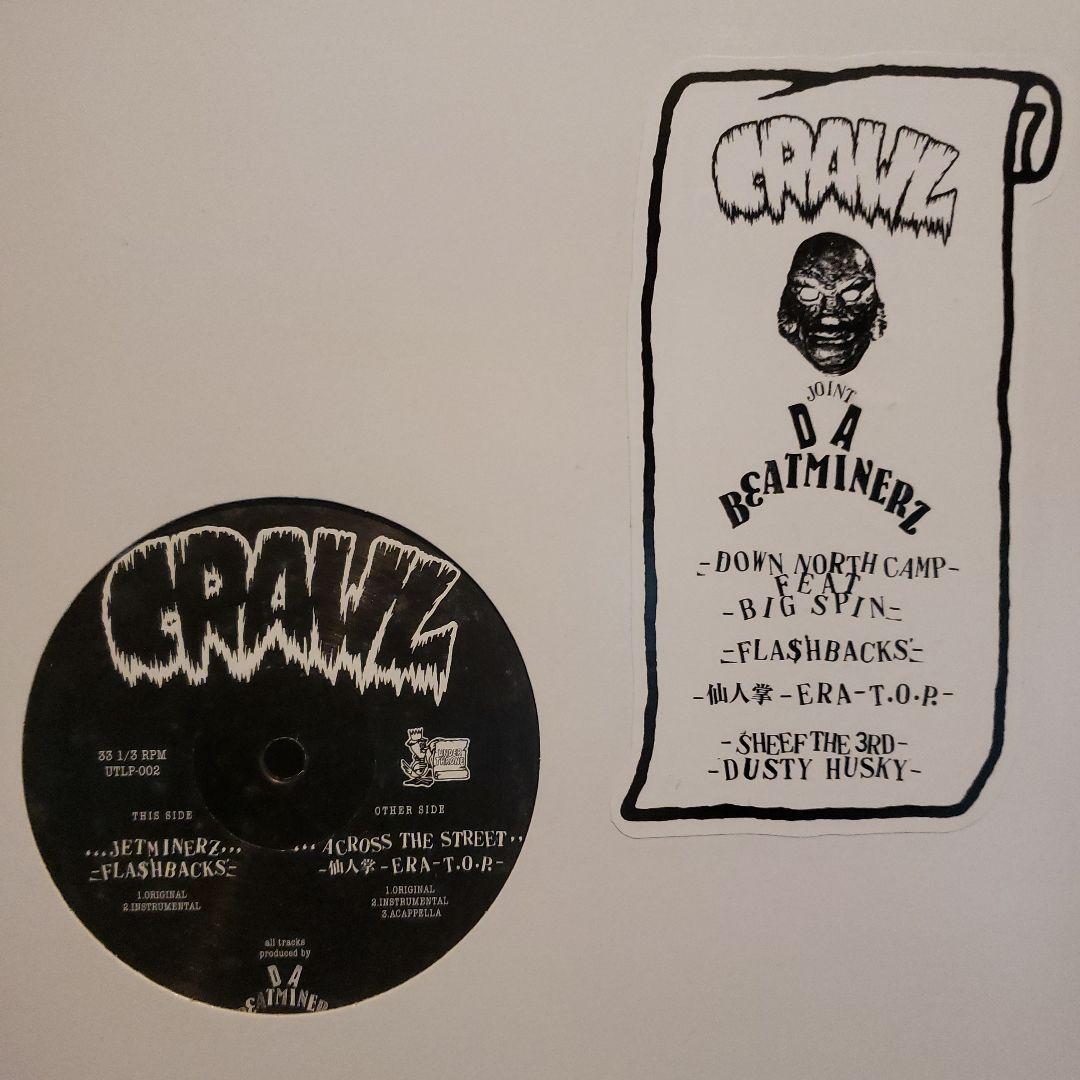 CRAWL
33 1/3 RPM
UTLP-002
UNDER
THRONE
THIS SIDE
...JETMINERZ...
-FLA$HBACKS-
1.ORIGINAL
2.INSTRUMENTAL
OTHER SIDE
... ACROSS THE STREET ..
-仙人掌-ERA-T.O.P.-
1.ORIGINAL
2.INSTRUMENTAL
3.ACAPPELLA
all tracks
produced by
DA
BEATMINER
CRAWL
JOINT
DA
BEATMINERZ
-DOWN NORTH CAMP-
FEAT
-BIG SPIN-
-FLA$HBACKS-
-仙人掌-ERA-T.O.P.-
-$HEEF THE 3RD-
-DUSTY HUSKY-